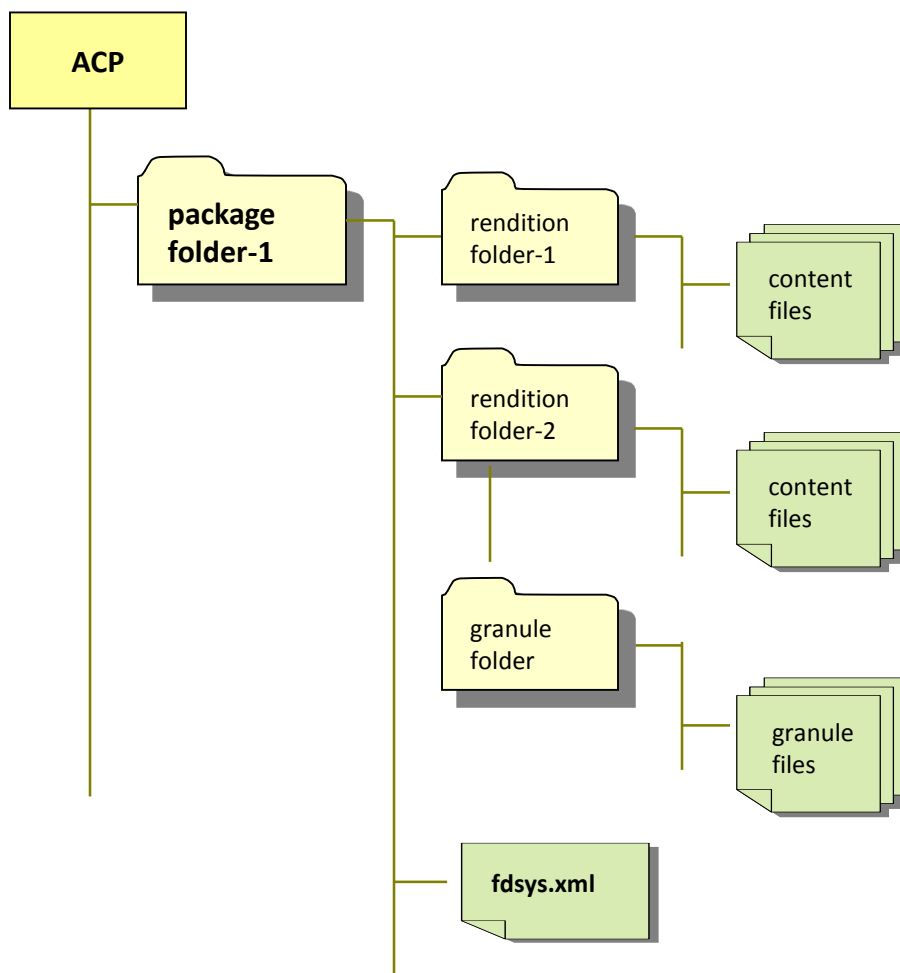 ACP
package
folder-1
rendition
folder-1
content
files
rendition
folder-2
content
files
granule
folder
granule
files
fdsys.xml